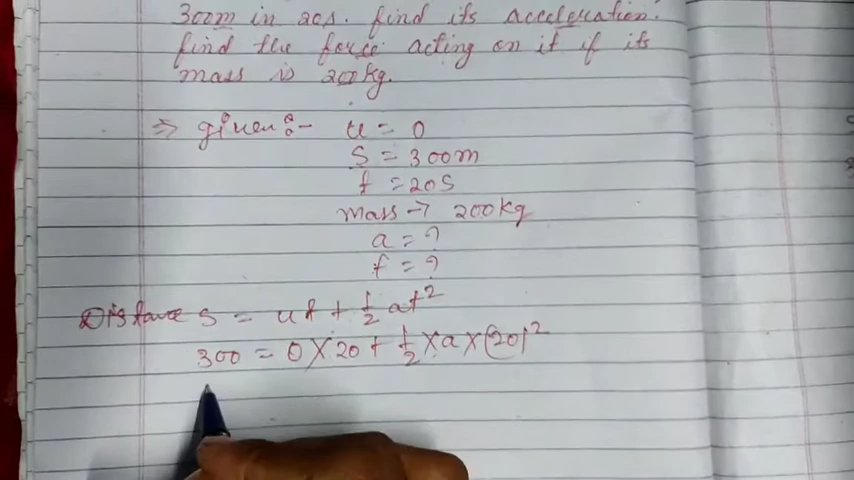 300m in 20s. find its acceleration.
find the force acting on it if its
mass is 200kg.
⇒ given :- u = 0
S = 300m
t = 20s
mass → 200kg
a = ?
f = ?
Distance S = ut + 1/2 at²
300 = 0 × 20 + 1/2 × a × (20)²